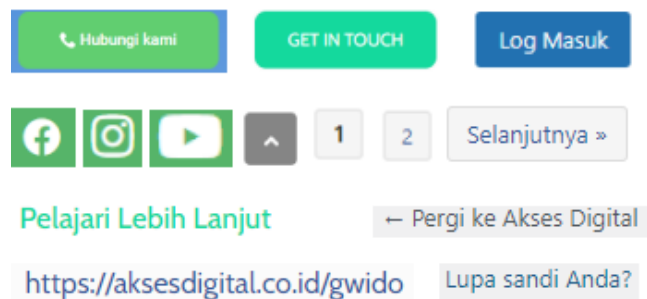 Hubungi kami
GET IN TOUCH
Log Masuk
1
2
Selanjutnya »
Pelajari Lebih Lanjut
← Pergi ke Akses Digital
https://aksesdigital.co.id/gwido
Lupa sandi Anda?